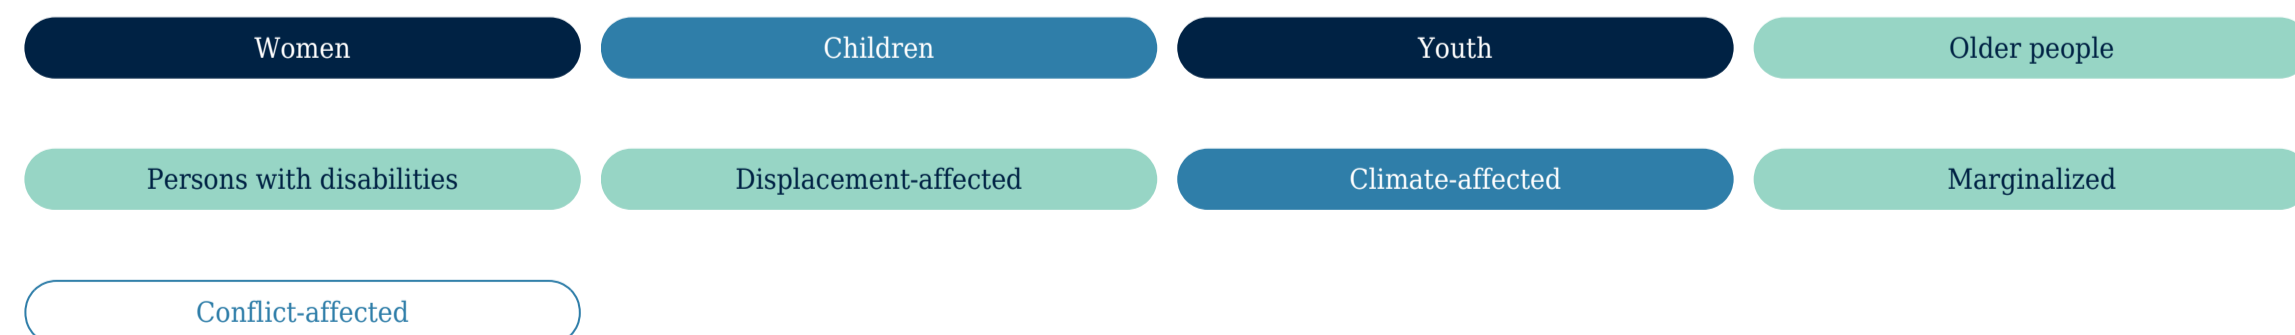 Women
Children
Youth
Older people
Persons with disabilities
Displacement-affected
Climate-affected
Marginalized
Conflict-affected